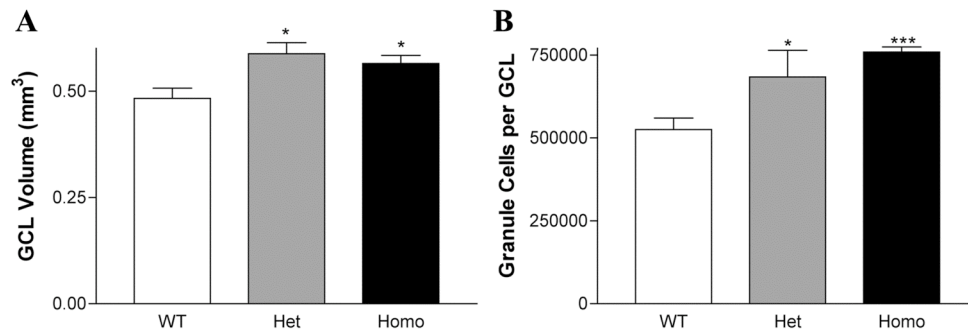 A
B
GCL Volume (mm³)
0.50
0.25
0.00
*
*
WT
Het
Homo
Granule Cells per GCL
750000
500000
250000
0
*
***
WT
Het
Homo